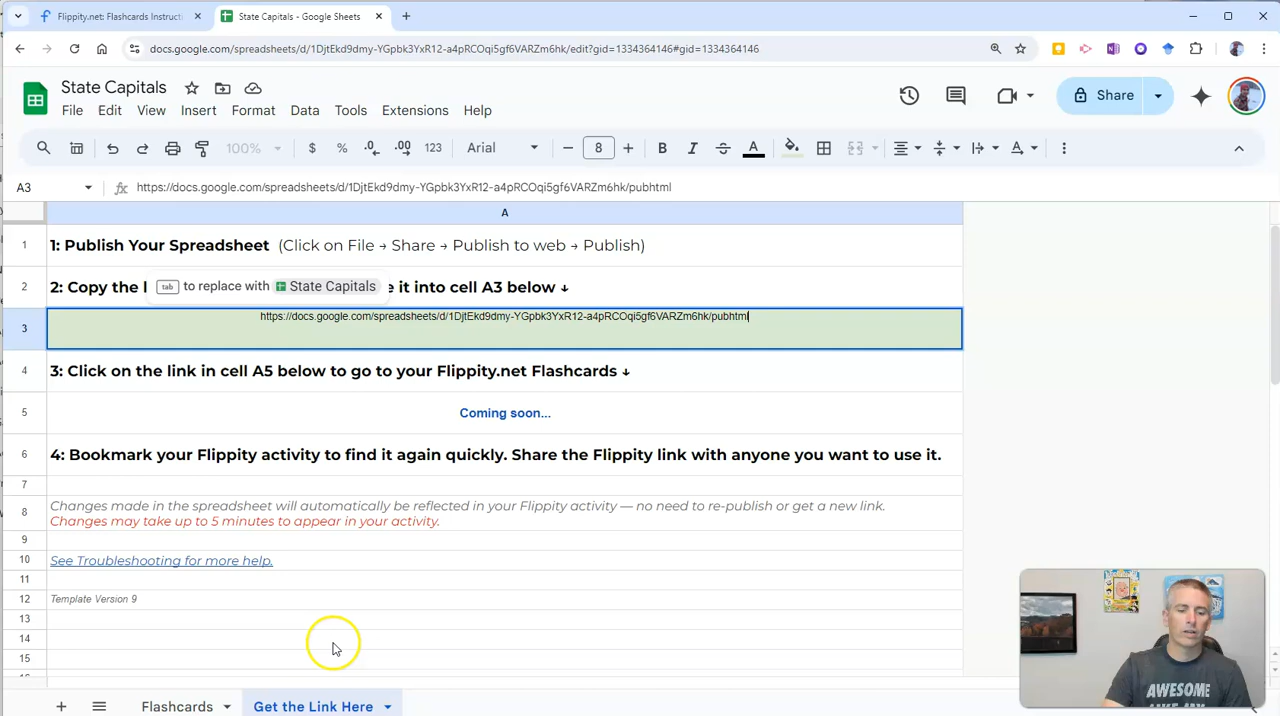 Flippity.net: Flashcards Instruct
State Capitals - Google Sheets
docs.google.com/spreadsheets/d/1DjtEkd9dmy-YGpbk3YxR12-a4pRCOqi5gf6VARZm6hk/edit?gid=1334364146#gid=1334364146
State Capitals
File Edit View Insert Format Data Tools Extensions Help
Share
100% $ % .0 .00 123 Arial 8 B I S A
A3 fx https://docs.google.com/spreadsheets/d/1DjtEkd9dmy-YGpbk3YxR12-a4pRCOqi5gf6VARZm6hk/pubhtml
A
1 1: Publish Your Spreadsheet (Click on File → Share → Publish to web → Publish)
2 2: Copy the l tab to replace with State Capitals e it into cell A3 below ↓
3 https://docs.google.com/spreadsheets/d/1DjtEkd9dmy-YGpbk3YxR12-a4pRCOqi5gf6VARZm6hk/pubhtml
4 3: Click on the link in cell A5 below to go to your Flippity.net Flashcards ↓
5 Coming soon...
6 4: Bookmark your Flippity activity to find it again quickly. Share the Flippity link with anyone you want to use it.
7
8 Changes made in the spreadsheet will automatically be reflected in your Flippity activity — no need to re-publish or get a new link.
Changes may take up to 5 minutes to appear in your activity.
9
10 See Troubleshooting for more help.
11
12 Template Version 9
13
14
15
Flashcards Get the Link Here
AWESOME